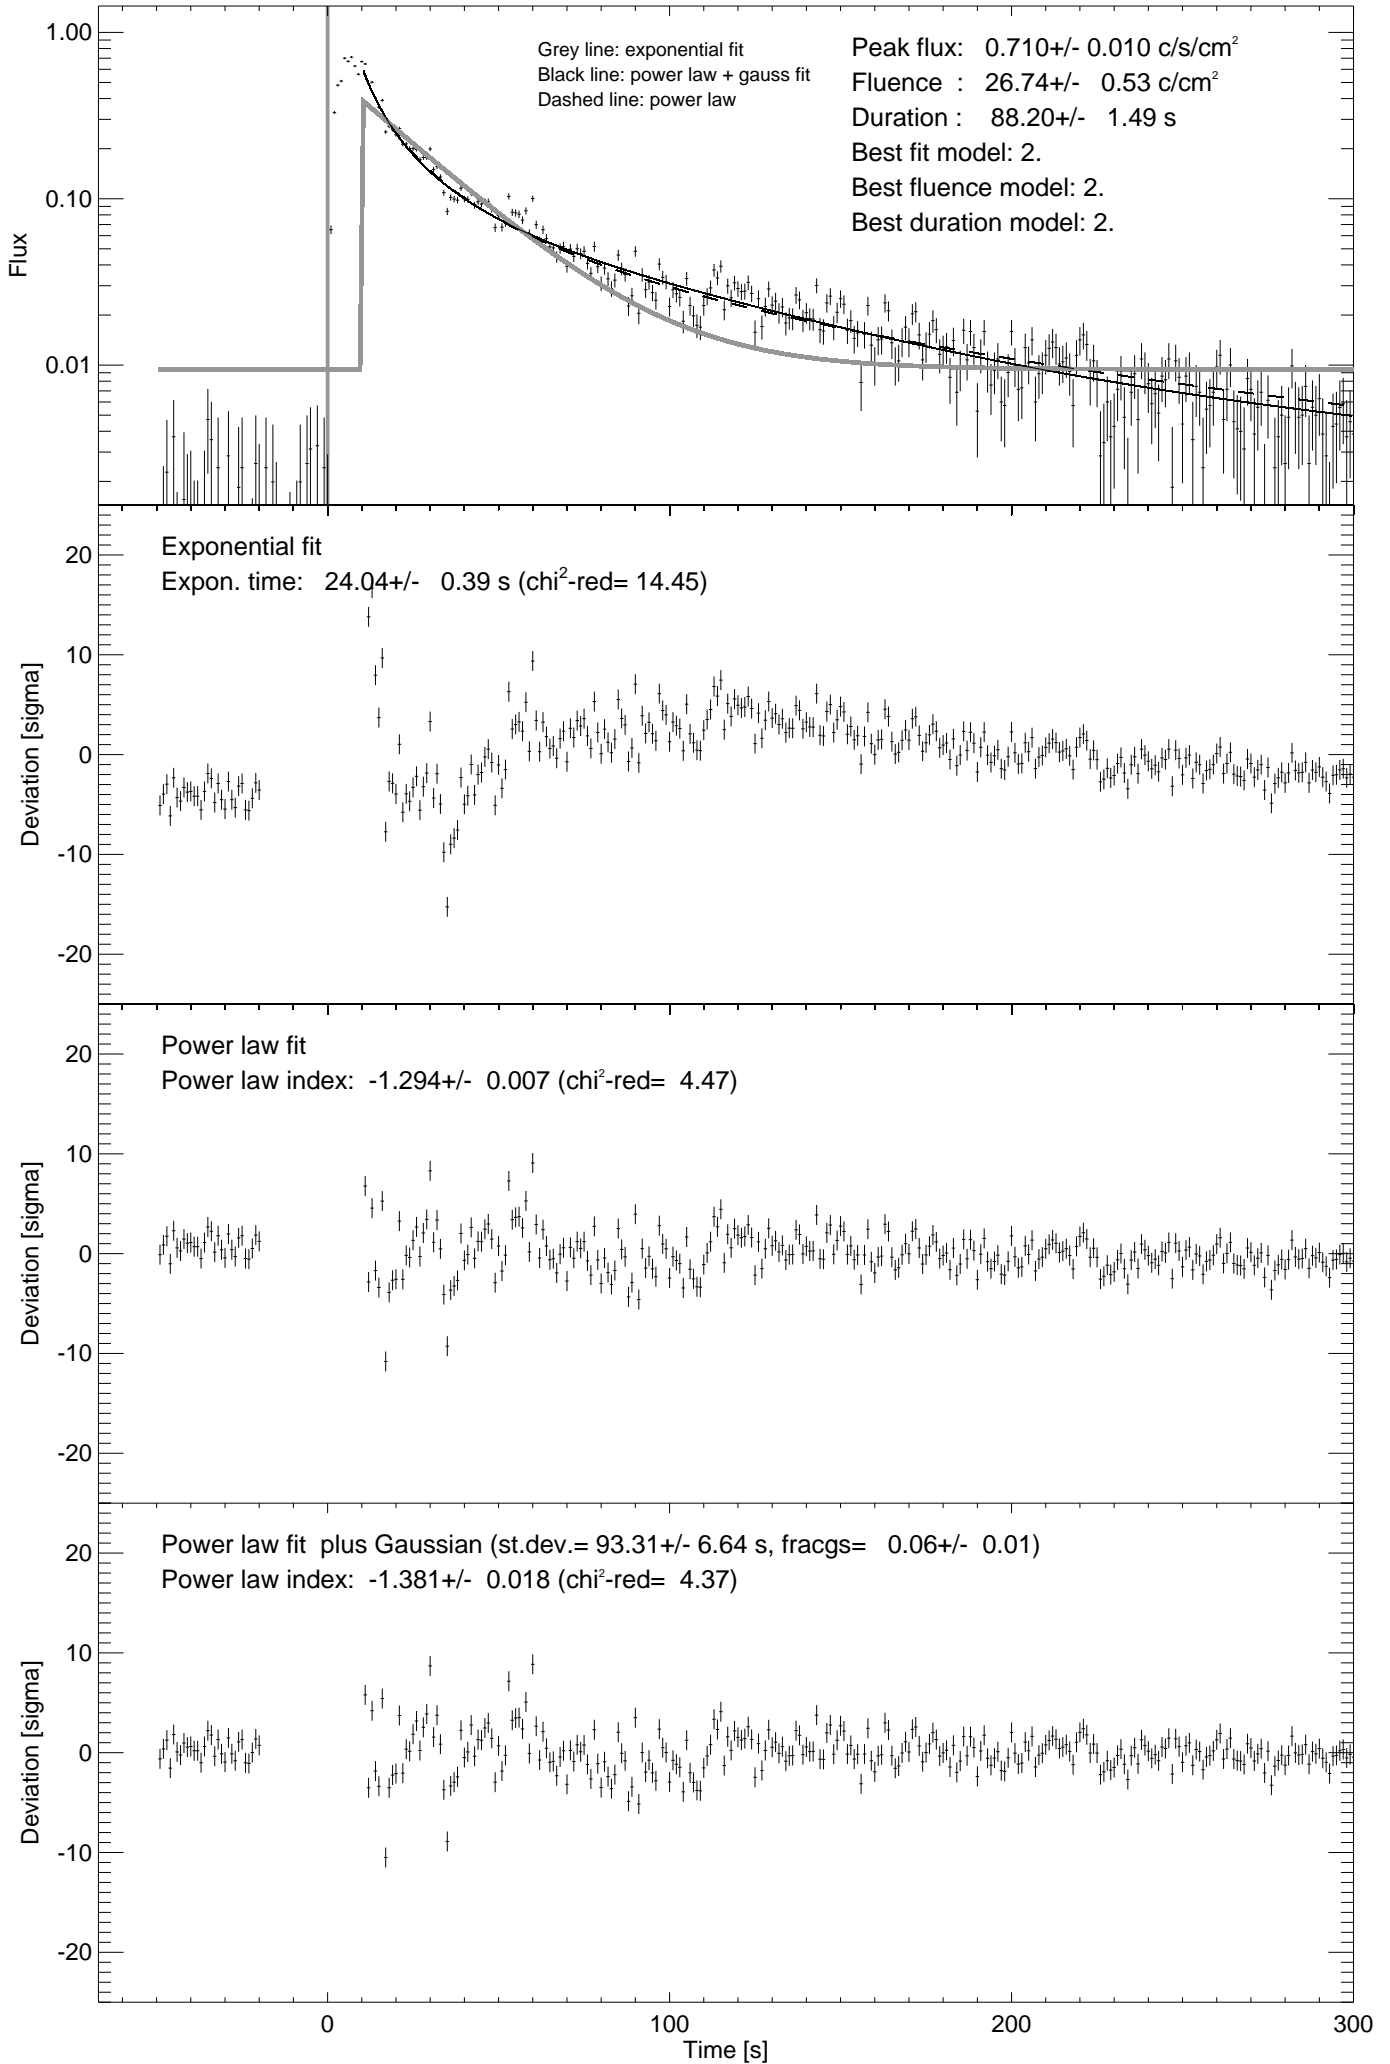 1.00
0.10
0.01
Flux
Grey line: exponential fit
Black line: power law + gauss fit
Dashed line: power law
Peak flux: 0.710+/- 0.010 c/s/cm²
Fluence : 26.74+/- 0.53 c/cm²
Duration : 88.20+/- 1.49 s
Best fit model: 2.
Best fluence model: 2.
Best duration model: 2.
Exponential fit
Expon. time: 24.04+/- 0.39 s (chi²-red= 14.45)
20
10
0
-10
-20
Deviation [sigma]
Power law fit
Power law index: -1.294+/- 0.007 (chi²-red= 4.47)
20
10
0
-10
-20
Deviation [sigma]
Power law fit plus Gaussian (st.dev.= 93.31+/- 6.64 s, fracgs= 0.06+/- 0.01)
Power law index: -1.381+/- 0.018 (chi²-red= 4.37)
20
10
0
-10
-20
Deviation [sigma]
0 100 200 300
Time [s]